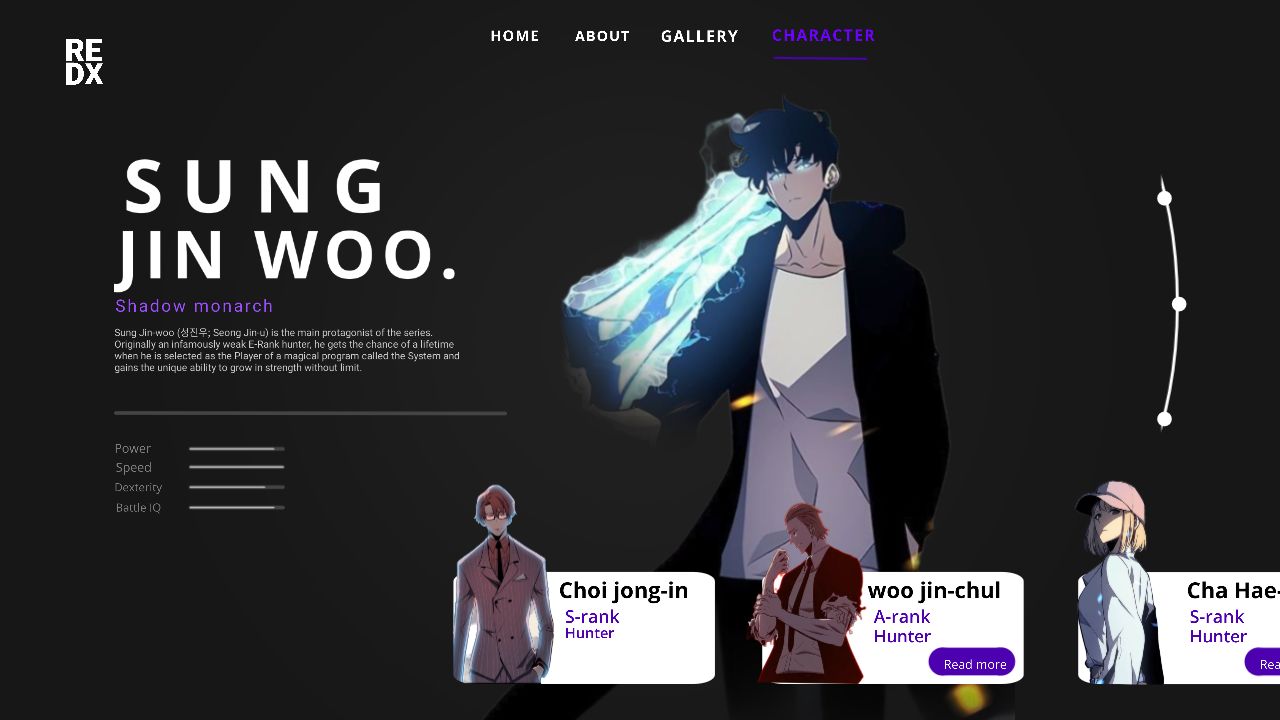 RE
DX
HOME ABOUT GALLERY CHARACTER
SUNG
JIN WOO.
Shadow monarch
Sung Jin-woo (성진우; Seong Jin-u) is the main protagonist of the series.
Originally an infamously weak E-Rank hunter, he gets the chance of a lifetime
when he is selected as the Player of a magical program called the System and
gains the unique ability to grow in strength without limit.
Power
Speed
Dexterity
Battle IQ
Choi jong-in
S-rank
Hunter
woo jin-chul
A-rank
Hunter
Read more
Cha Hae-
S-rank
Hunter
Rea